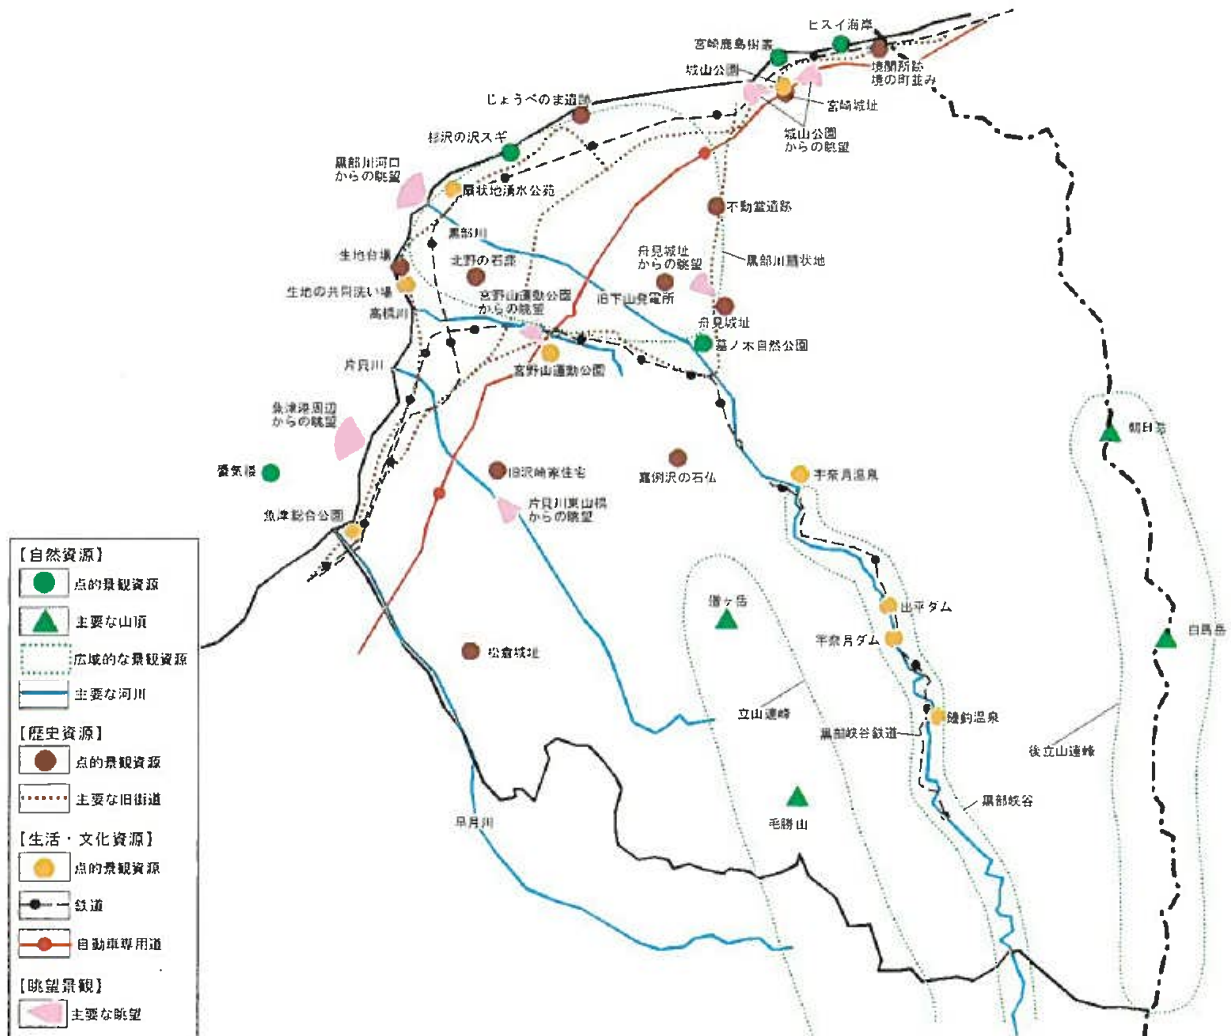 ヒスイ海岸
宮崎鹿島樹叢
城山公園
境関所跡
境の町並み
宮崎城址
城山公園
からの眺望
じょうべのま遺跡
杉沢の沢スギ
黒部川河口
からの眺望
扇状地湧水公苑
不動堂遺跡
黒部川
生地台場
北野の石
舟見城址
からの眺望
黒部川扇状地
生地の共同洗い場
宮野山運動公園
からの眺望
旧下山発電所
高橋川
舟見城址
墓ノ木自然公園
片貝川
宮野山運動公園
魚津港周辺
からの眺望
朝日岳
蜃気楼
旧沢崎家住宅
嘉例沢の石仏
宇奈月温泉
片貝川東山橋
からの眺望
魚津総合公園
【自然資源】
点的景観資源
主要な山頂
広域的な景観資源
主要な河川
僧ヶ岳
出平ダム
宇奈月ダム
白馬岳
松倉城址
立山連峰
鐘釣温泉
黒部峡谷鉄道
後立山連峰
【歴史資源】
点的景観資源
主要な旧街道
黒部峡谷
毛勝山
早月川
【生活・文化資源】
点的景観資源
鉄道
自動車専用道
【眺望景観】
主要な眺望